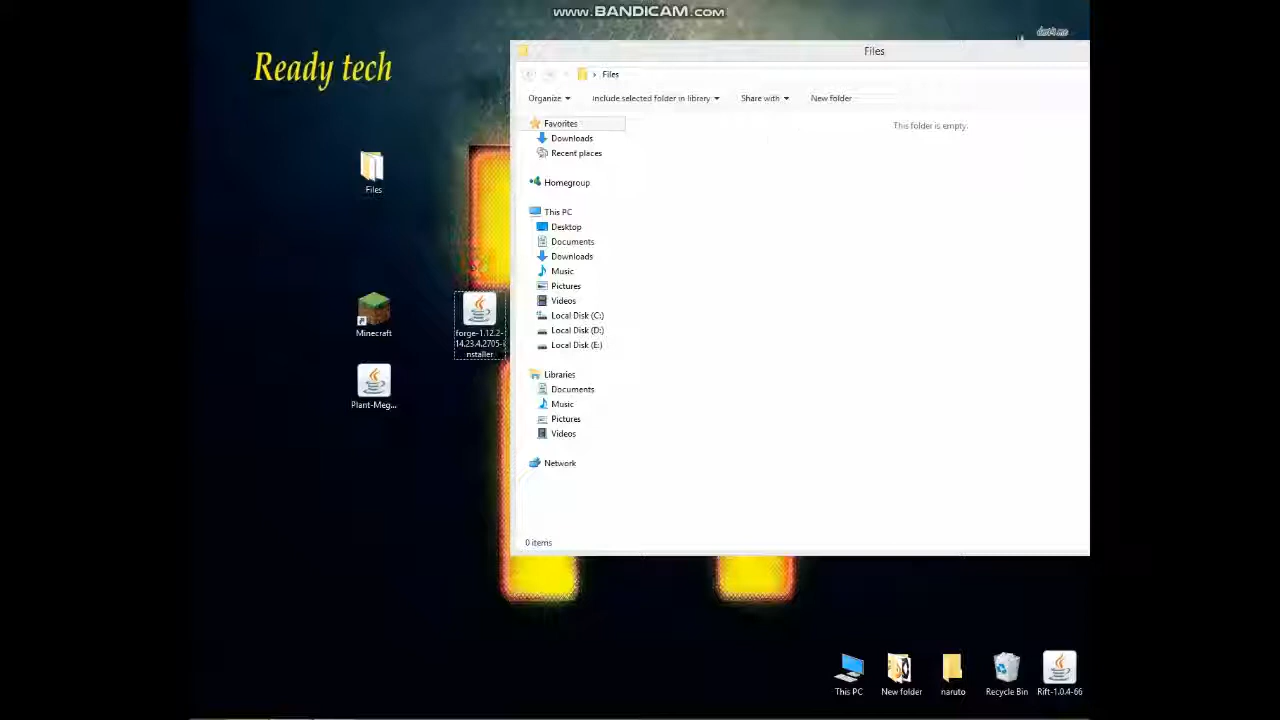 www.BANDICAM.com
Ready tech
Files
Files
Organize
Include selected folder in library
Share with
New folder
Favorites
Downloads
Recent places
Homegroup
This PC
Desktop
Documents
Downloads
Music
Pictures
Videos
Local Disk (C:)
Local Disk (D:)
Local Disk (E:)
Libraries
Documents
Music
Pictures
Videos
Network
This folder is empty.
0 items
Files
Minecraft
forge-1.12.2-
14.23.4.2705-i
nstaller
Plant-Meg...
This PC
New folder
naruto
Recycle Bin
Rift-1.0.4-66